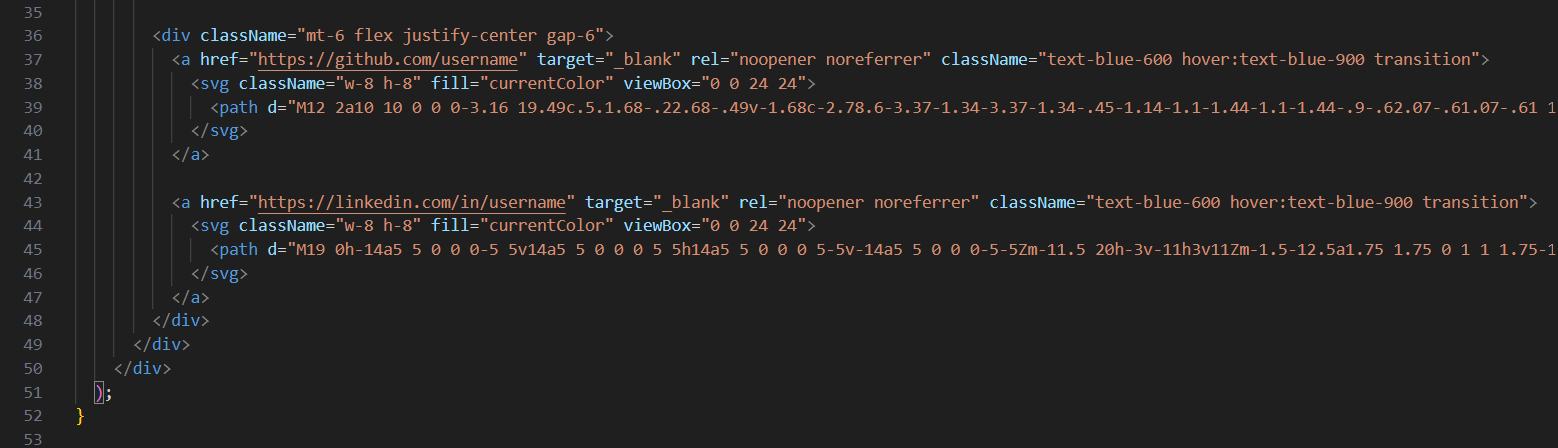 35
36 <div className="mt-6 flex justify-center gap-6">
37 <a href="https://github.com/username" target="_blank" rel="noopener noreferrer" className="text-blue-600 hover:text-blue-900 transition">
38 <svg className="w-8 h-8" fill="currentColor" viewBox="0 0 24 24">
39 <path d="M12 2a10 10 0 0 0-3.16 19.49c.5.1.68-.22.68-.49v-1.68c-2.78.6-3.37-1.34-3.37-1.34-.45-1.14-1.1-1.44-1.1-1.44-.9-.62.07-.61.07-.61 1
40 </svg>
41 </a>
42
43 <a href="https://linkedin.com/in/username" target="_blank" rel="noopener noreferrer" className="text-blue-600 hover:text-blue-900 transition">
44 <svg className="w-8 h-8" fill="currentColor" viewBox="0 0 24 24">
45 <path d="M19 0h-14a5 5 0 0 0-5 5v14a5 5 0 0 0 5 5h14a5 5 0 0 0 5-5v-14a5 5 0 0 0-5-5Zm-11.5 20h-3v-11h3v11Zm-1.5-12.5a1.75 1.75 0 1 1 1.75-1
46 </svg>
47 </a>
48 </div>
49 </div>
50 </div>
51 );
52 }
53